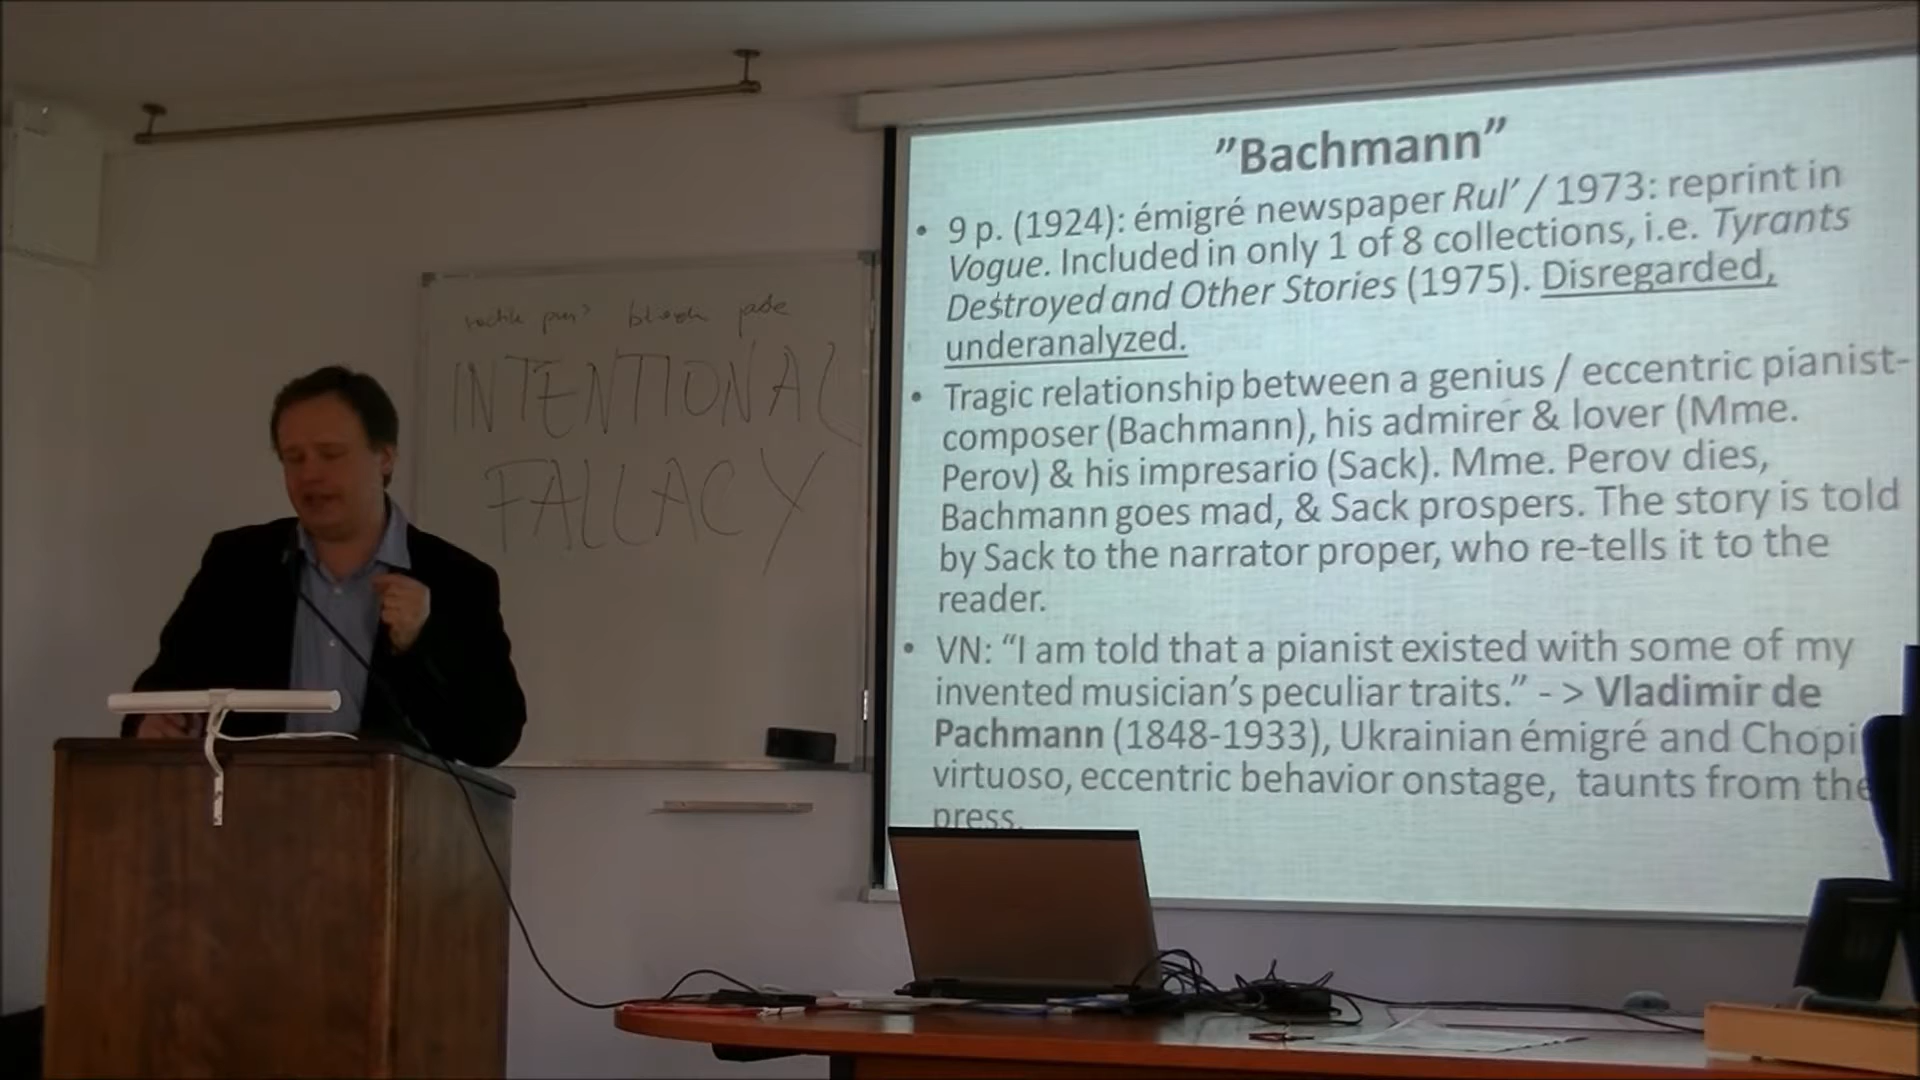 "Bachmann"
• 9 p. (1924): émigré newspaper Rul' / 1973: reprint in
Vogue. Included in only 1 of 8 collections, i.e. Tyrants
Destroyed and Other Stories (1975). Disregarded,
underanalyzed.
• Tragic relationship between a genius / eccentric pianist-
composer (Bachmann), his admirer & lover (Mme.
Perov) & his impresario (Sack). Mme. Perov dies,
Bachmann goes mad, & Sack prospers. The story is told
by Sack to the narrator proper, who re-tells it to the
reader.
• VN: “I am told that a pianist existed with some of my
invented musician’s peculiar traits.” - > Vladimir de
Pachmann (1848-1933), Ukrainian émigré and Chopi
virtuoso, eccentric behavior onstage, taunts from the
press.
INTENTIONAL
FALLACY